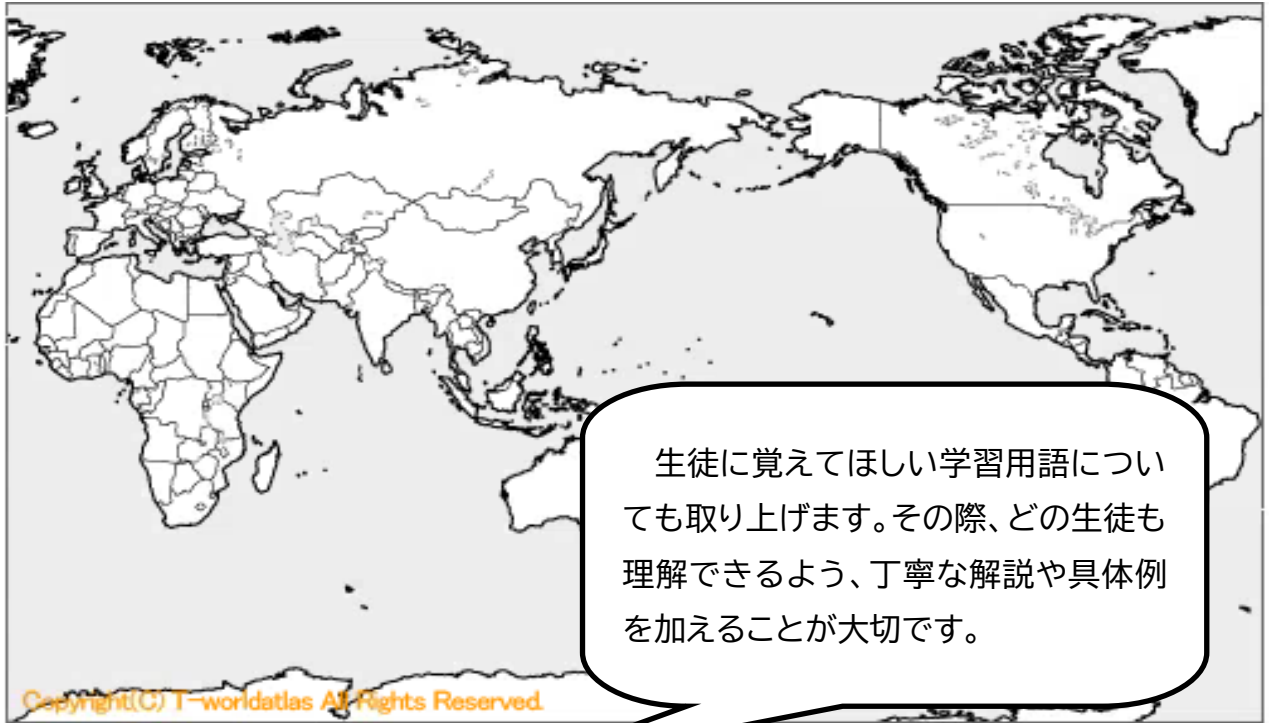 生徒に覚えてほしい学習用語につい
ても取り上げます。その際、どの生徒も
理解できるよう、丁寧な解説や具体例
を加えることが大切です。
Copyright(C) T-worldatlas All Rights Reserved.